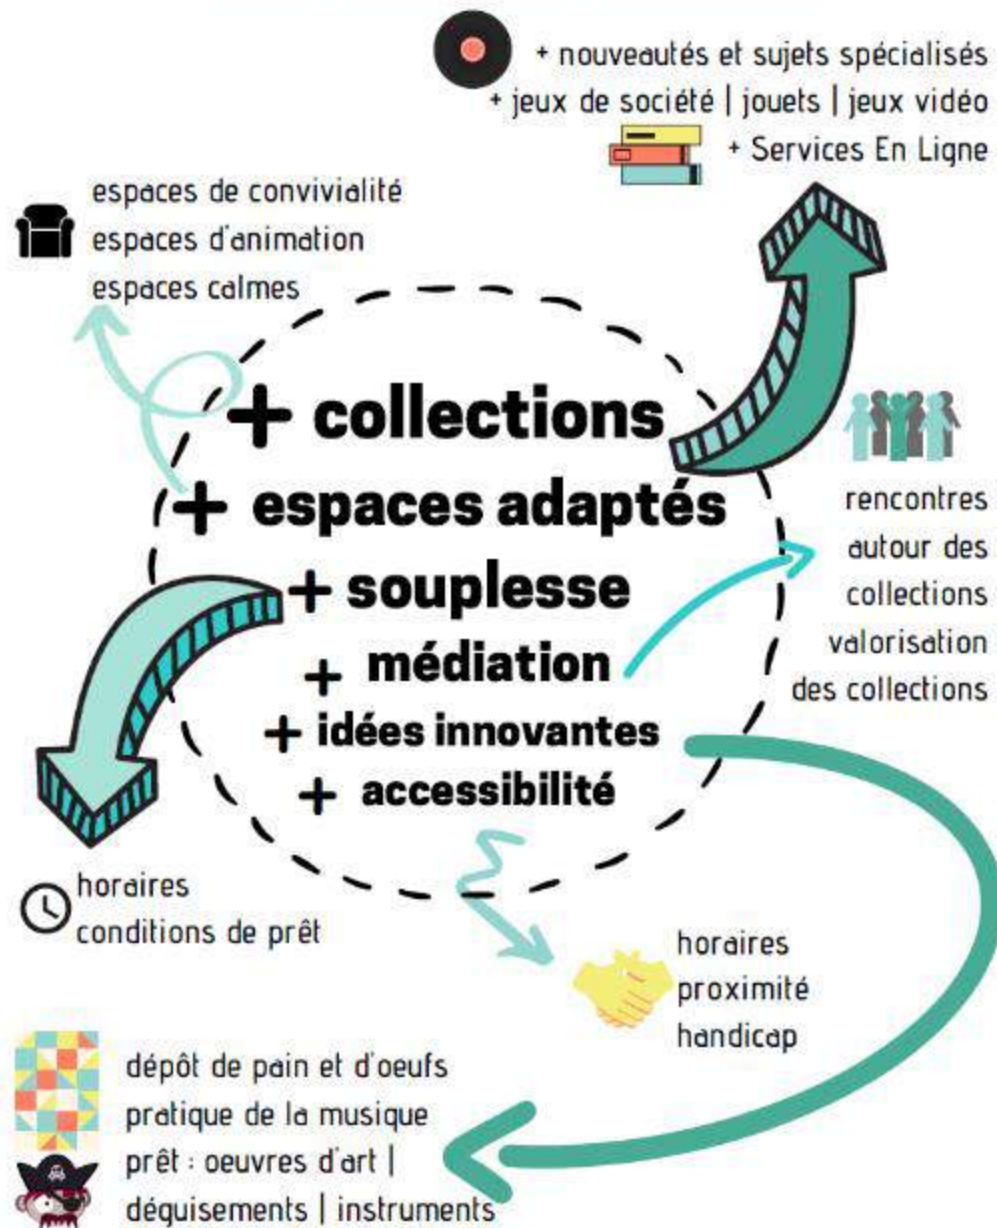 + nouveautés et sujets spécialisés
+ jeux de société | jouets | jeux vidéo
+ Services En Ligne
espaces de convivialité
espaces d'animation
espaces calmes
+ collections
+ espaces adaptés
+ souplesse
+ médiation
+ idées innovantes
+ accessibilité
rencontres
autour des
collections
valorisation
des collections
horaires
conditions de prêt
horaires
proximité
handicap
dépôt de pain et d'oeufs
pratique de la musique
prêt : oeuvres d'art |
déguisements | instruments